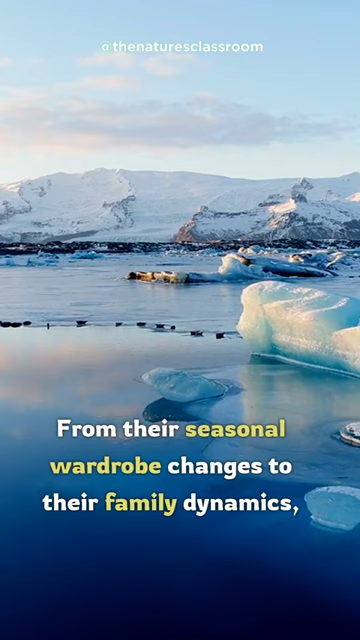 @thenaturesclassroom
From their seasonal
wardrobe changes to
their family dynamics,